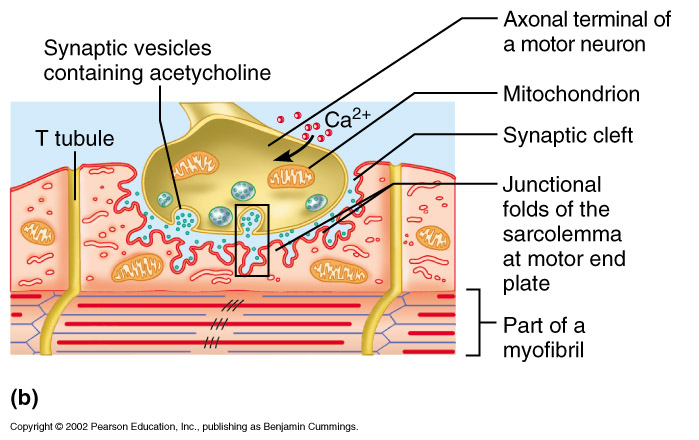 Synaptic vesicles
containing acetycholine
T tubule
Ca2+
Axonal terminal of
a motor neuron
Mitochondrion
Synaptic cleft
Junctional
folds of the
sarcolemma
at motor end
plate
Part of a
myofibril
(b)
Copyright © 2002 Pearson Education, Inc., publishing as Benjamin Cummings.